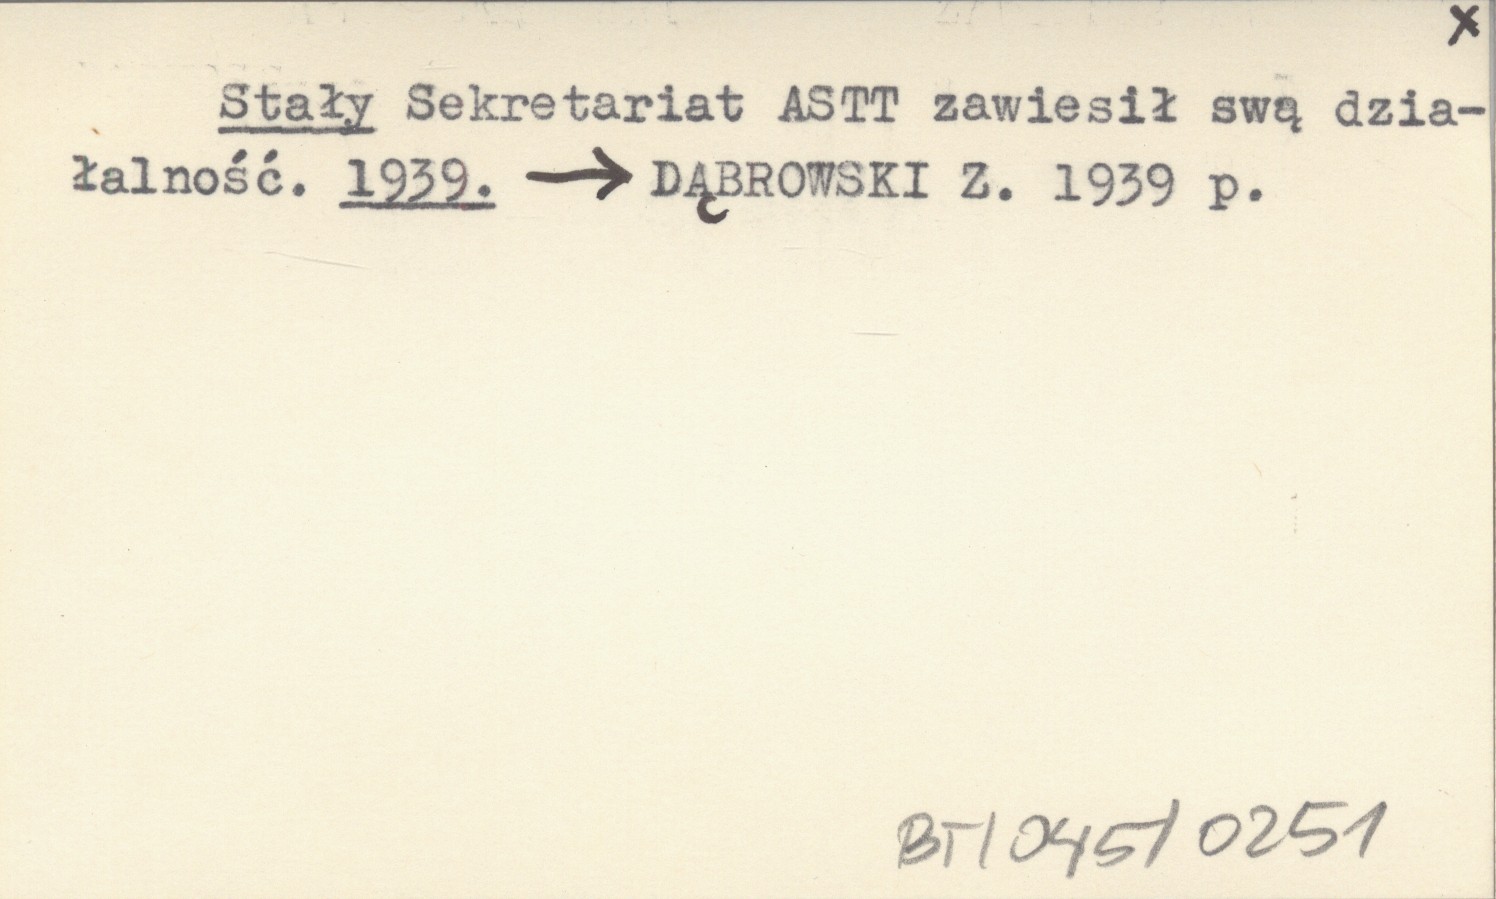 x
Stały Sekretariat ASTT zawiesił swą dzia-
łalność. 1939. → DĄBROWSKI Z. 1939 p.
BT/045/0251